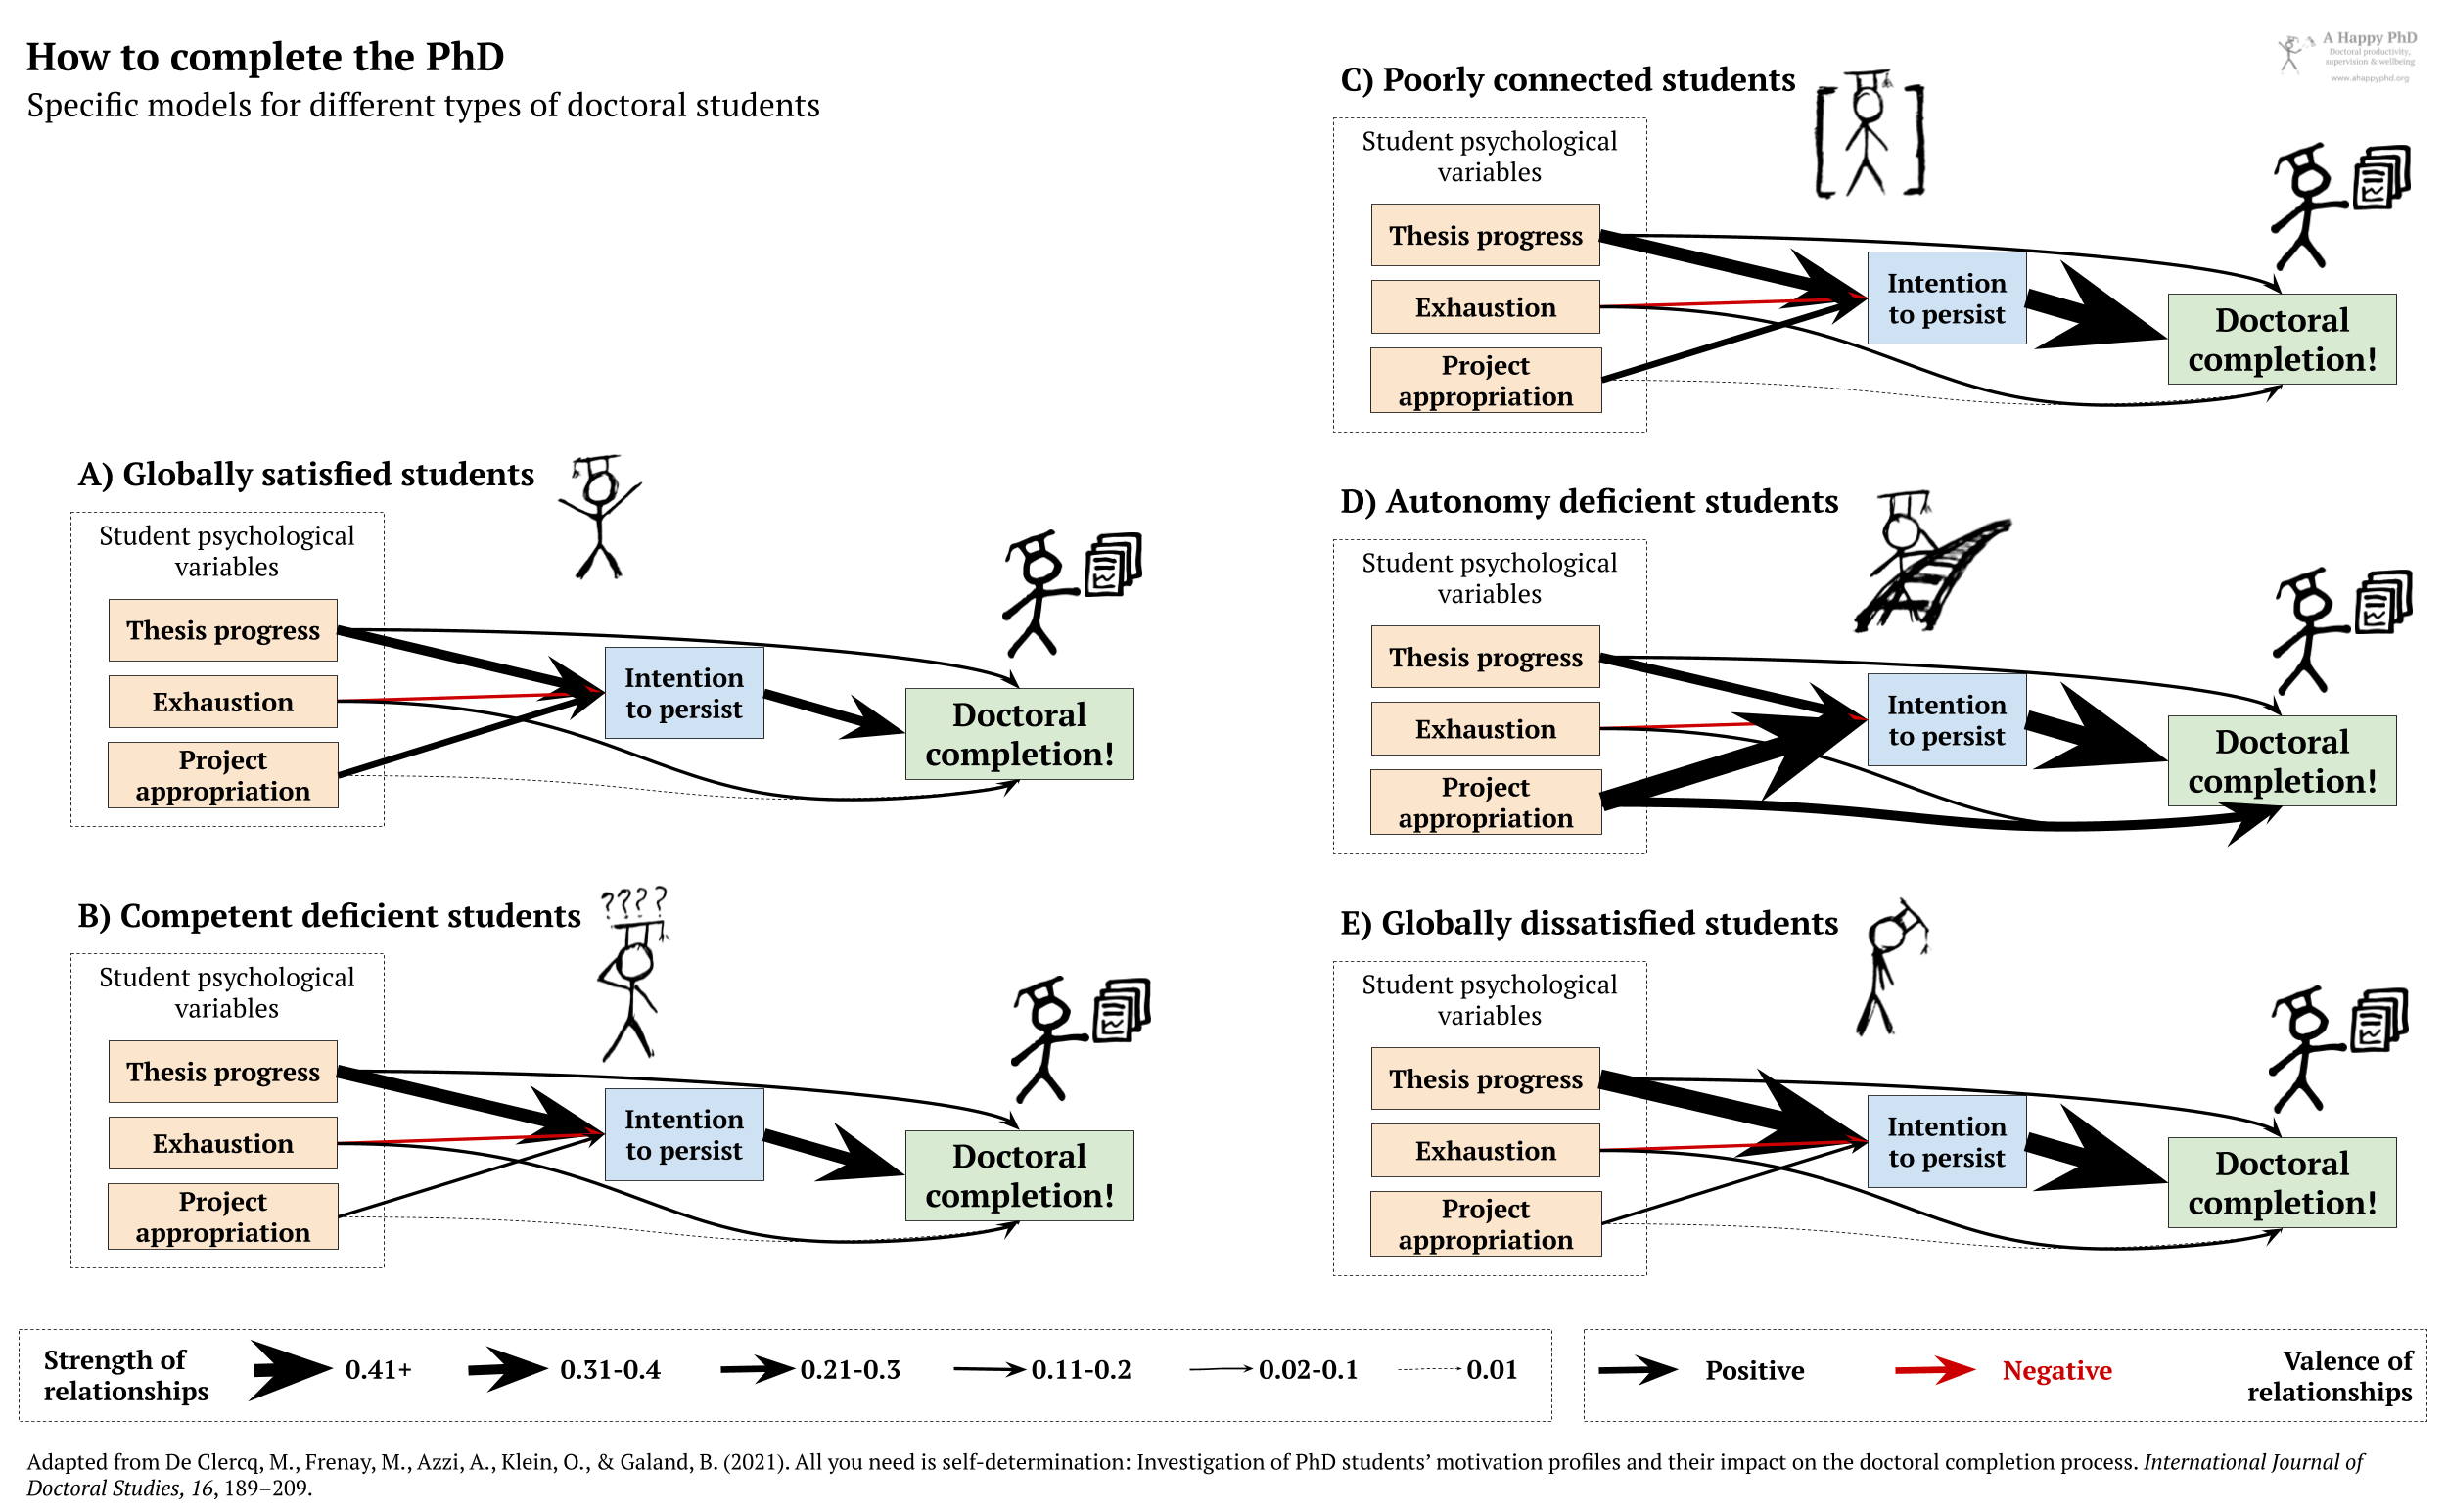 How to complete the PhD
Specific models for different types of doctoral students
A Happy PhD
Doctoral productivity,
supervision & wellbeing
www.ahappyphd.org
A) Globally satisfied students
Student psychological
variables
Thesis progress
Exhaustion
Project
appropriation
Intention
to persist
Doctoral
completion!
B) Competent deficient students
????
Student psychological
variables
Thesis progress
Exhaustion
Project
appropriation
Intention
to persist
Doctoral
completion!
C) Poorly connected students
Student psychological
variables
Thesis progress
Exhaustion
Project
appropriation
Intention
to persist
Doctoral
completion!
D) Autonomy deficient students
Student psychological
variables
Thesis progress
Exhaustion
Project
appropriation
Intention
to persist
Doctoral
completion!
E) Globally dissatisfied students
Student psychological
variables
Thesis progress
Exhaustion
Project
appropriation
Intention
to persist
Doctoral
completion!
Strength of
relationships
0.41+
0.31-0.4
0.21-0.3
0.11-0.2
0.02-0.1
0.01
Positive
Negative
Valence of
relationships
Adapted from De Clercq, M., Frenay, M., Azzi, A., Klein, O., & Galand, B. (2021). All you need is self-determination: Investigation of PhD students’ motivation profiles and their impact on the doctoral completion process. International Journal of
Doctoral Studies, 16, 189–209.